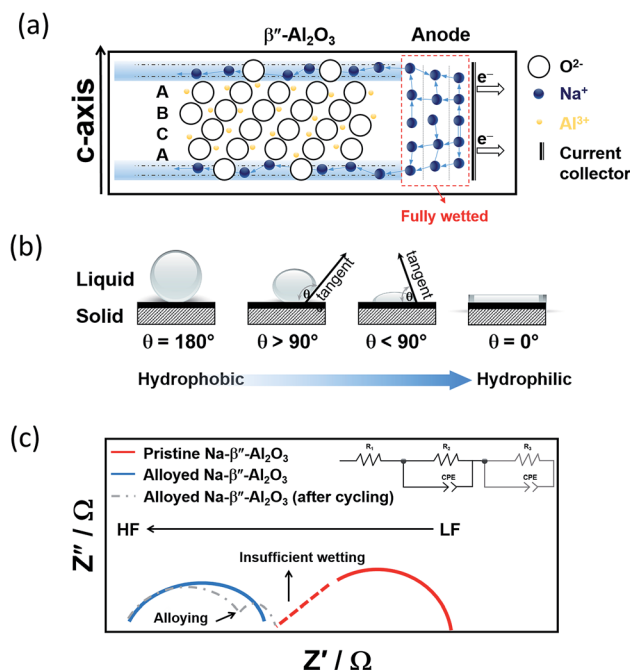 (a)
β″-Al₂O₃
Anode
c-axis
A
B
C
A
e⁻
e⁻
O²⁻
Na⁺
Al³⁺
Current
collector
Fully wetted
(b)
Liquid
Solid
θ
tangent
θ
tangent
θ = 180°
θ > 90°
θ < 90°
θ = 0°
Hydrophobic
Hydrophilic
(c)
Pristine Na-β″-Al₂O₃
Alloyed Na-β″-Al₂O₃
Alloyed Na-β″-Al₂O₃ (after cycling)
R₁
R₂
R₃
CPE
CPE
HF
LF
Insufficient wetting
Alloying
Z″ / Ω
Z′ / Ω